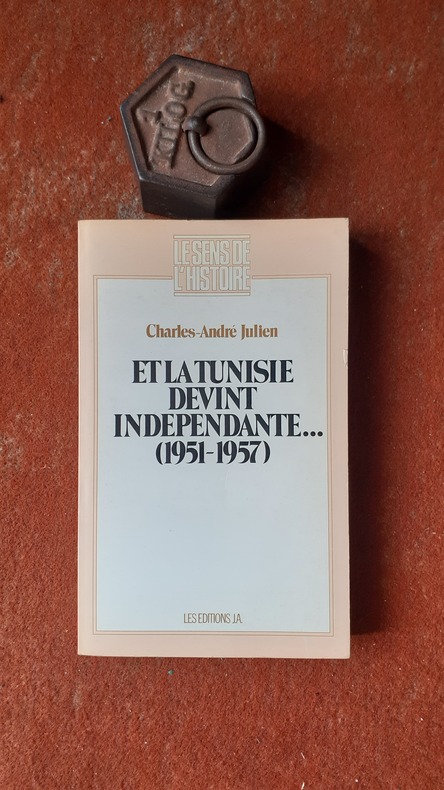 LE SENS DE
L'HISTOIRE
Charles-André Julien
ET LA TUNISIE
DEVINT
INDEPENDANTE...
(1951-1957)
LES EDITIONS J.A.